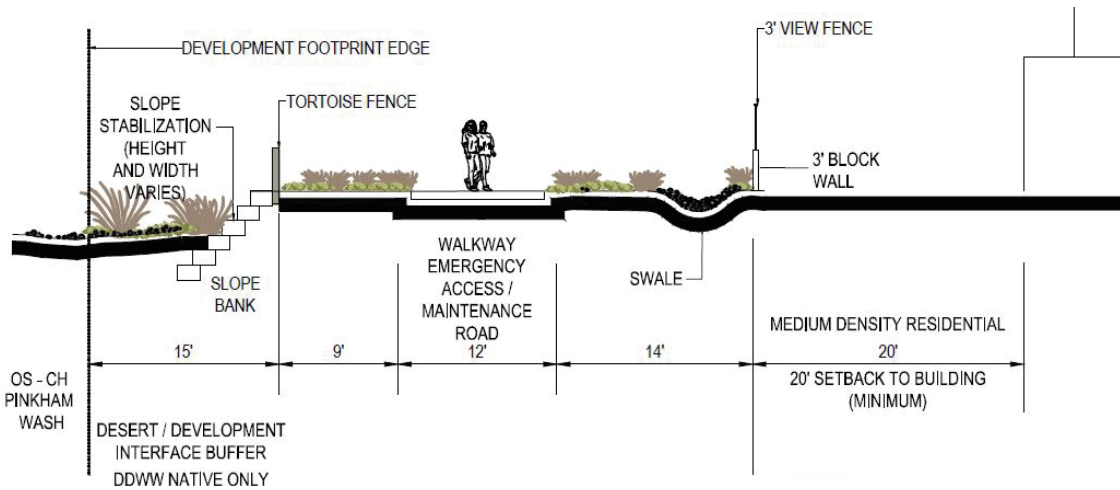 DEVELOPMENT FOOTPRINT EDGE
3' VIEW FENCE
SLOPE
STABILIZATION
(HEIGHT
AND WIDTH
VARIES)
TORTOISE FENCE
3' BLOCK
WALL
SLOPE
BANK
WALKWAY
EMERGENCY
ACCESS /
MAINTENANCE
ROAD
SWALE
MEDIUM DENSITY RESIDENTIAL
15'
9'
12'
14'
20'
20' SETBACK TO BUILDING
(MINIMUM)
OS - CH
PINKHAM
WASH
DESERT / DEVELOPMENT
INTERFACE BUFFER
DDWW NATIVE ONLY